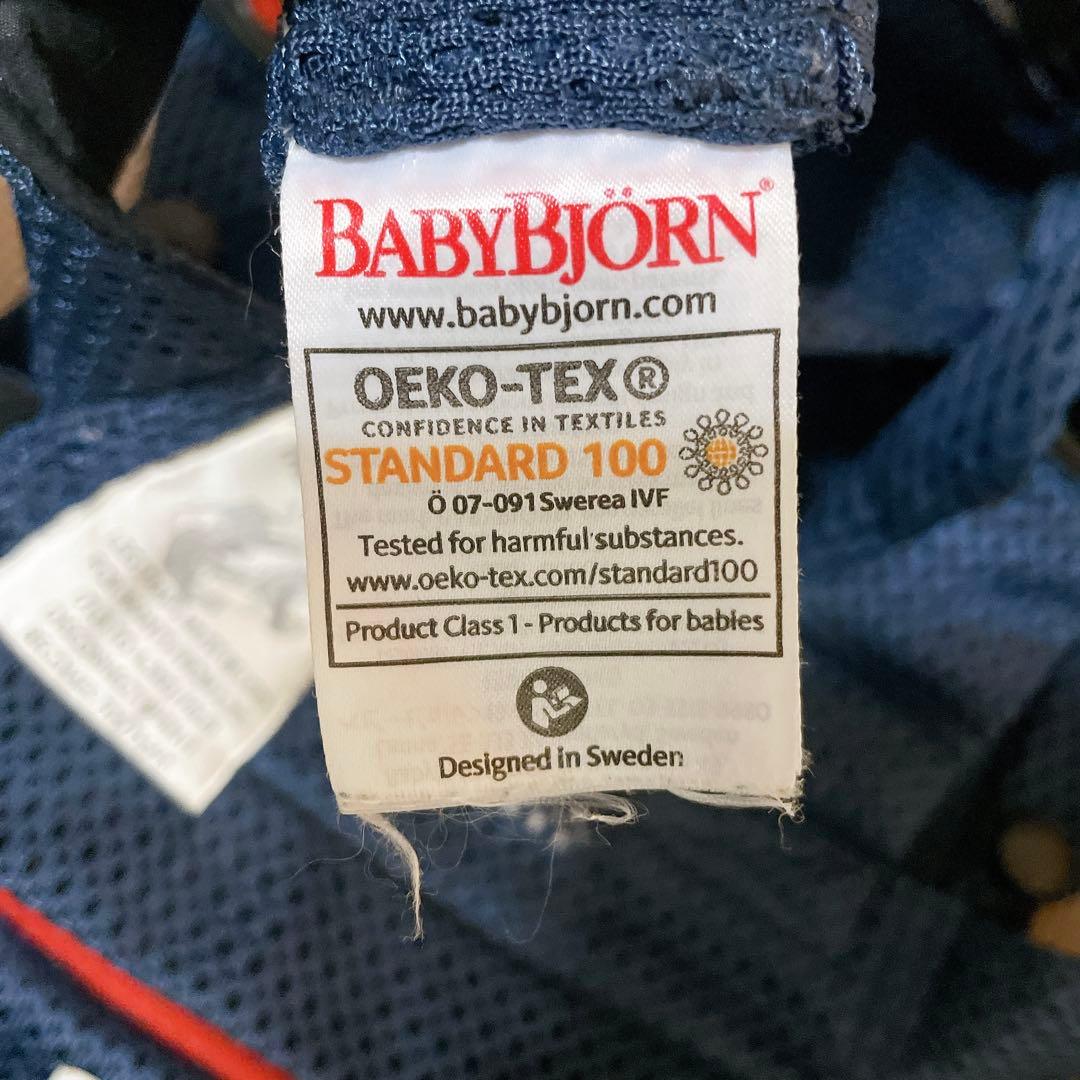 BABYBJÖRN®
www.babybjorn.com
OEKO-TEX®
CONFIDENCE IN TEXTILES
STANDARD 100
Ö 07-091 Swerea IVF
Tested for harmful substances.
www.oeko-tex.com/standard100
Product Class 1 - Products for babies
Designed in Sweden